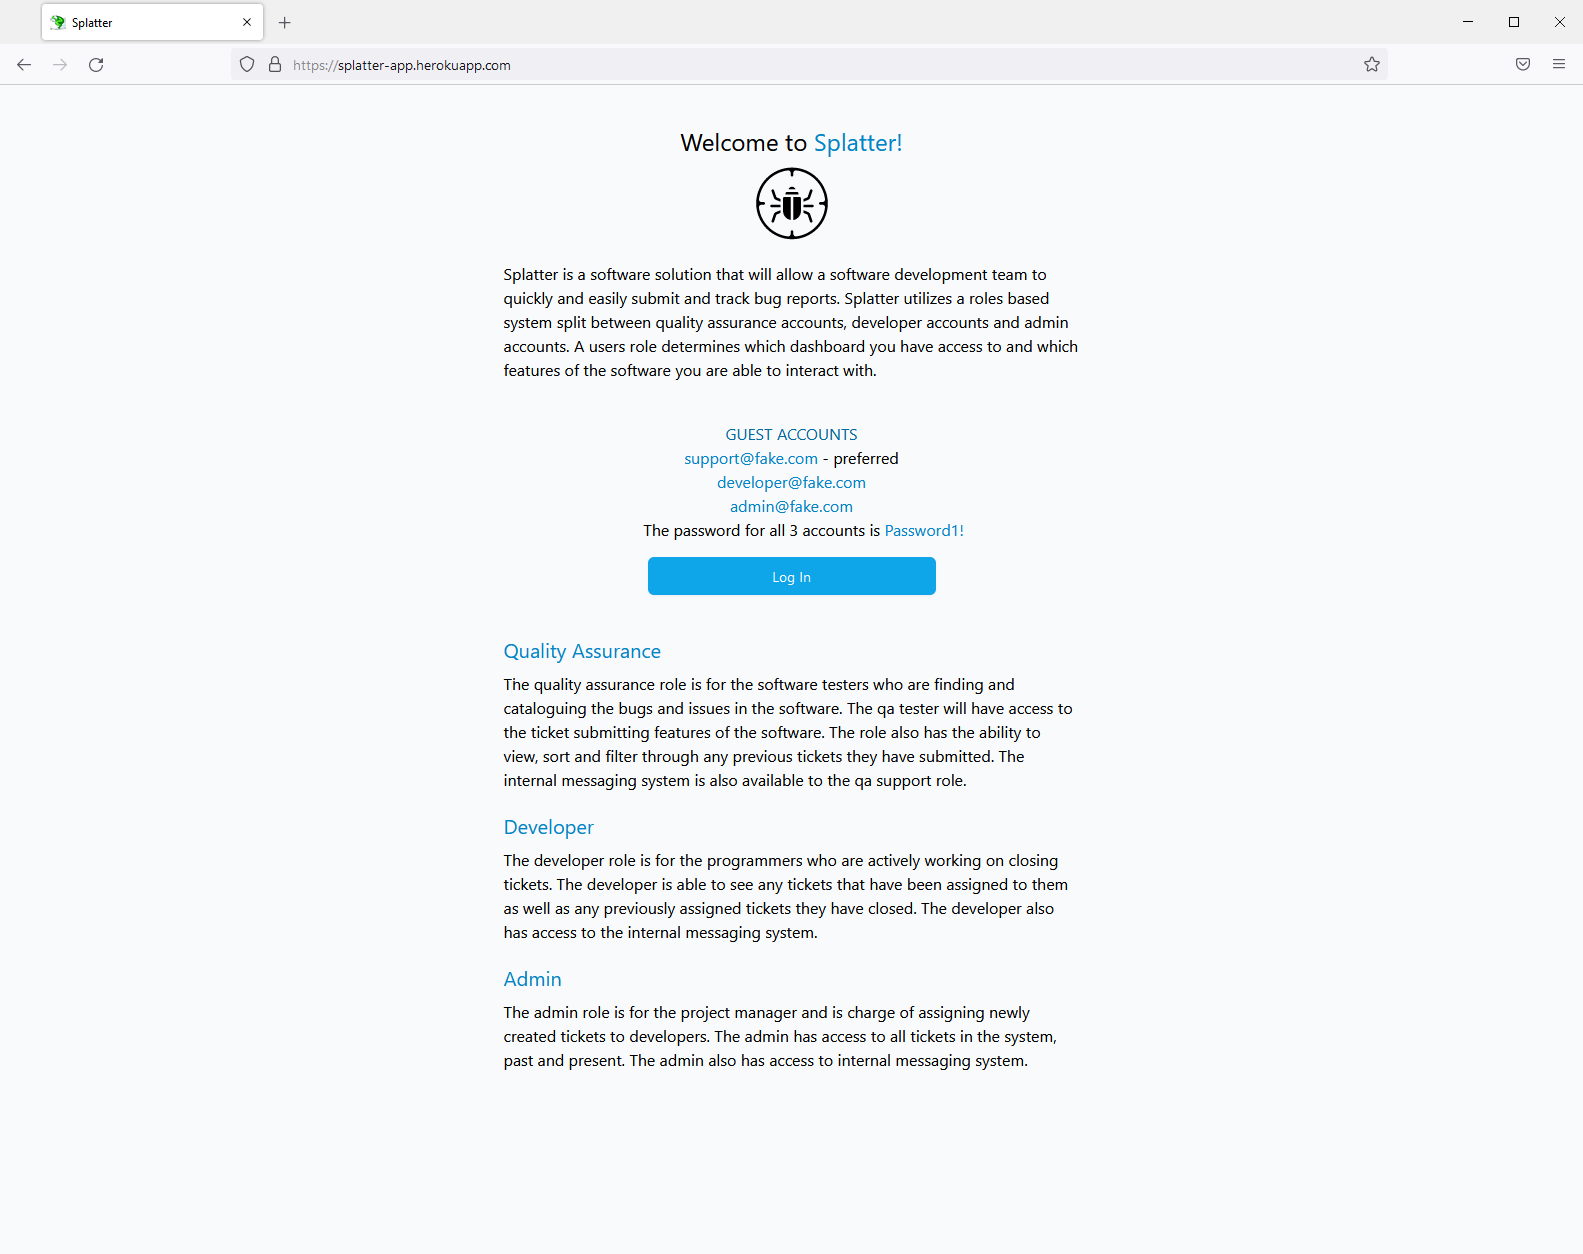 Splatter
https://splatter-app.herokuapp.com
Welcome to Splatter!
Splatter is a software solution that will allow a software development team to
quickly and easily submit and track bug reports. Splatter utilizes a roles based
system split between quality assurance accounts, developer accounts and admin
accounts. A users role determines which dashboard you have access to and which
features of the software you are able to interact with.
GUEST ACCOUNTS
support@fake.com - preferred
developer@fake.com
admin@fake.com
The password for all 3 accounts is Password1!
Log In
Quality Assurance
The quality assurance role is for the software testers who are finding and
cataloguing the bugs and issues in the software. The qa tester will have access to
the ticket submitting features of the software. The role also has the ability to
view, sort and filter through any previous tickets they have submitted. The
internal messaging system is also available to the qa support role.
Developer
The developer role is for the programmers who are actively working on closing
tickets. The developer is able to see any tickets that have been assigned to them
as well as any previously assigned tickets they have closed. The developer also
has access to the internal messaging system.
Admin
The admin role is for the project manager and is charge of assigning newly
created tickets to developers. The admin has access to all tickets in the system,
past and present. The admin also has access to internal messaging system.